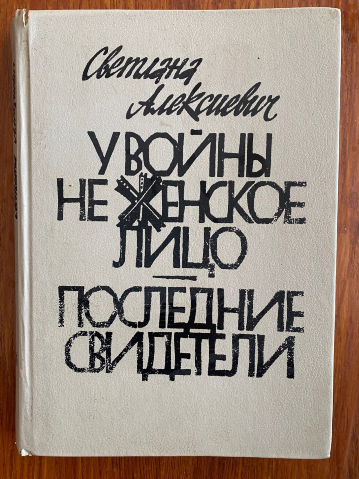 Светлана
Алексиевич
У ВОЙНЫ
НЕ ЖЕНСКОЕ
ЛИЦО
ПОСЛЕДНИЕ
СВИДЕТЕЛИ